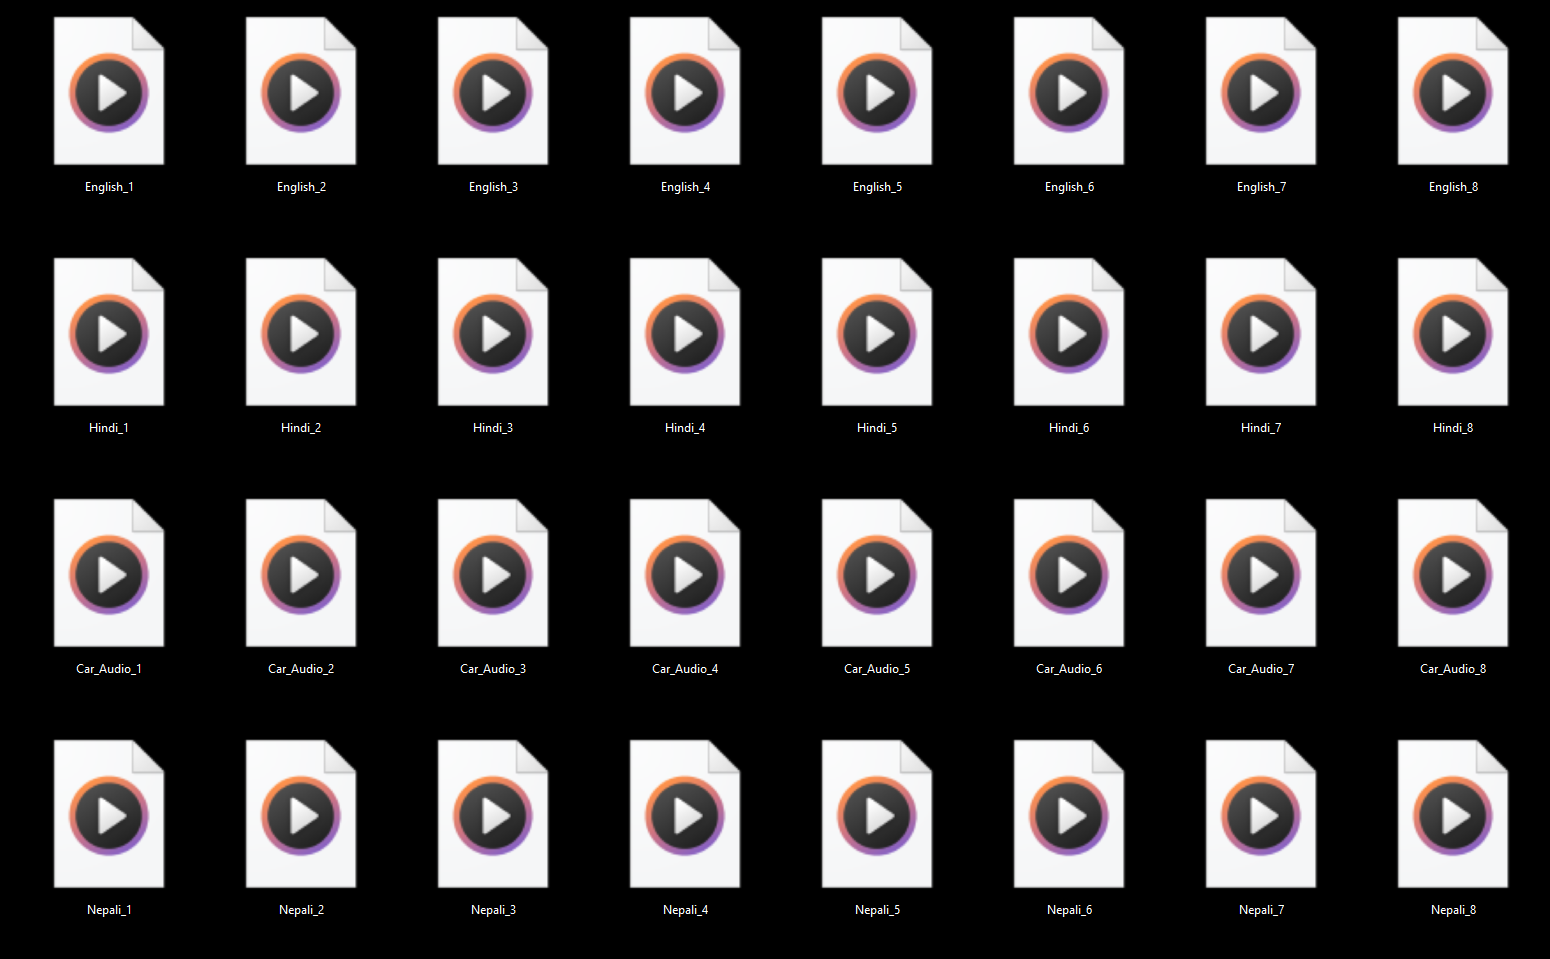 English_1 English_2 English_3 English_4 English_5 English_6 English_7 English_8
Hindi_1 Hindi_2 Hindi_3 Hindi_4 Hindi_5 Hindi_6 Hindi_7 Hindi_8
Car_Audio_1 Car_Audio_2 Car_Audio_3 Car_Audio_4 Car_Audio_5 Car_Audio_6 Car_Audio_7 Car_Audio_8
Nepali_1 Nepali_2 Nepali_3 Nepali_4 Nepali_5 Nepali_6 Nepali_7 Nepali_8